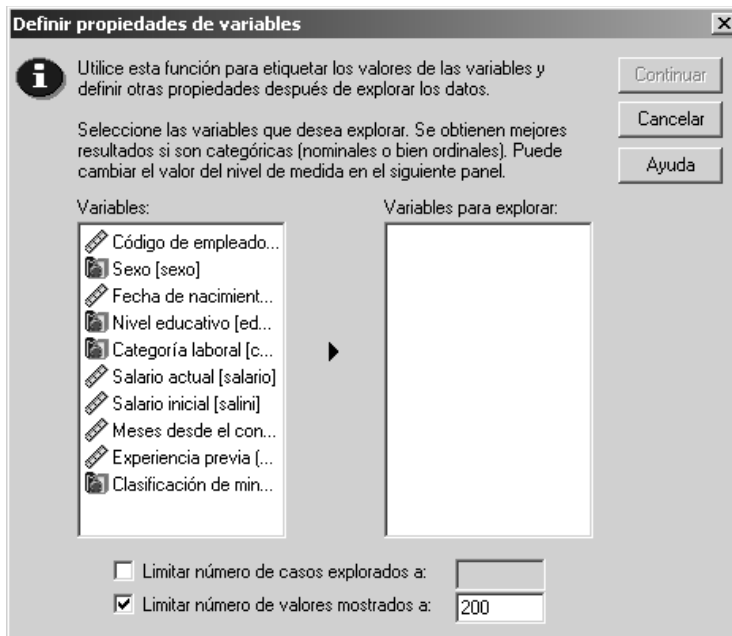 Definir propiedades de variables
Utilice esta función para etiquetar los valores de las variables y
definir otras propiedades después de explorar los datos.
Seleccione las variables que desea explorar. Se obtienen mejores
resultados si son categóricas (nominales o bien ordinales). Puede
cambiar el valor del nivel de medida en el siguiente panel.
Continuar
Cancelar
Ayuda
Variables:
Código de empleado...
Sexo [sexo]
Fecha de nacimient...
Nivel educativo [ed...
Categoría laboral [c...
Salario actual [salario]
Salario inicial [salini]
Meses desde el con...
Experiencia previa (...
Clasificación de min...
Variables para explorar:
Limitar número de casos explorados a:
Limitar número de valores mostrados a:
200